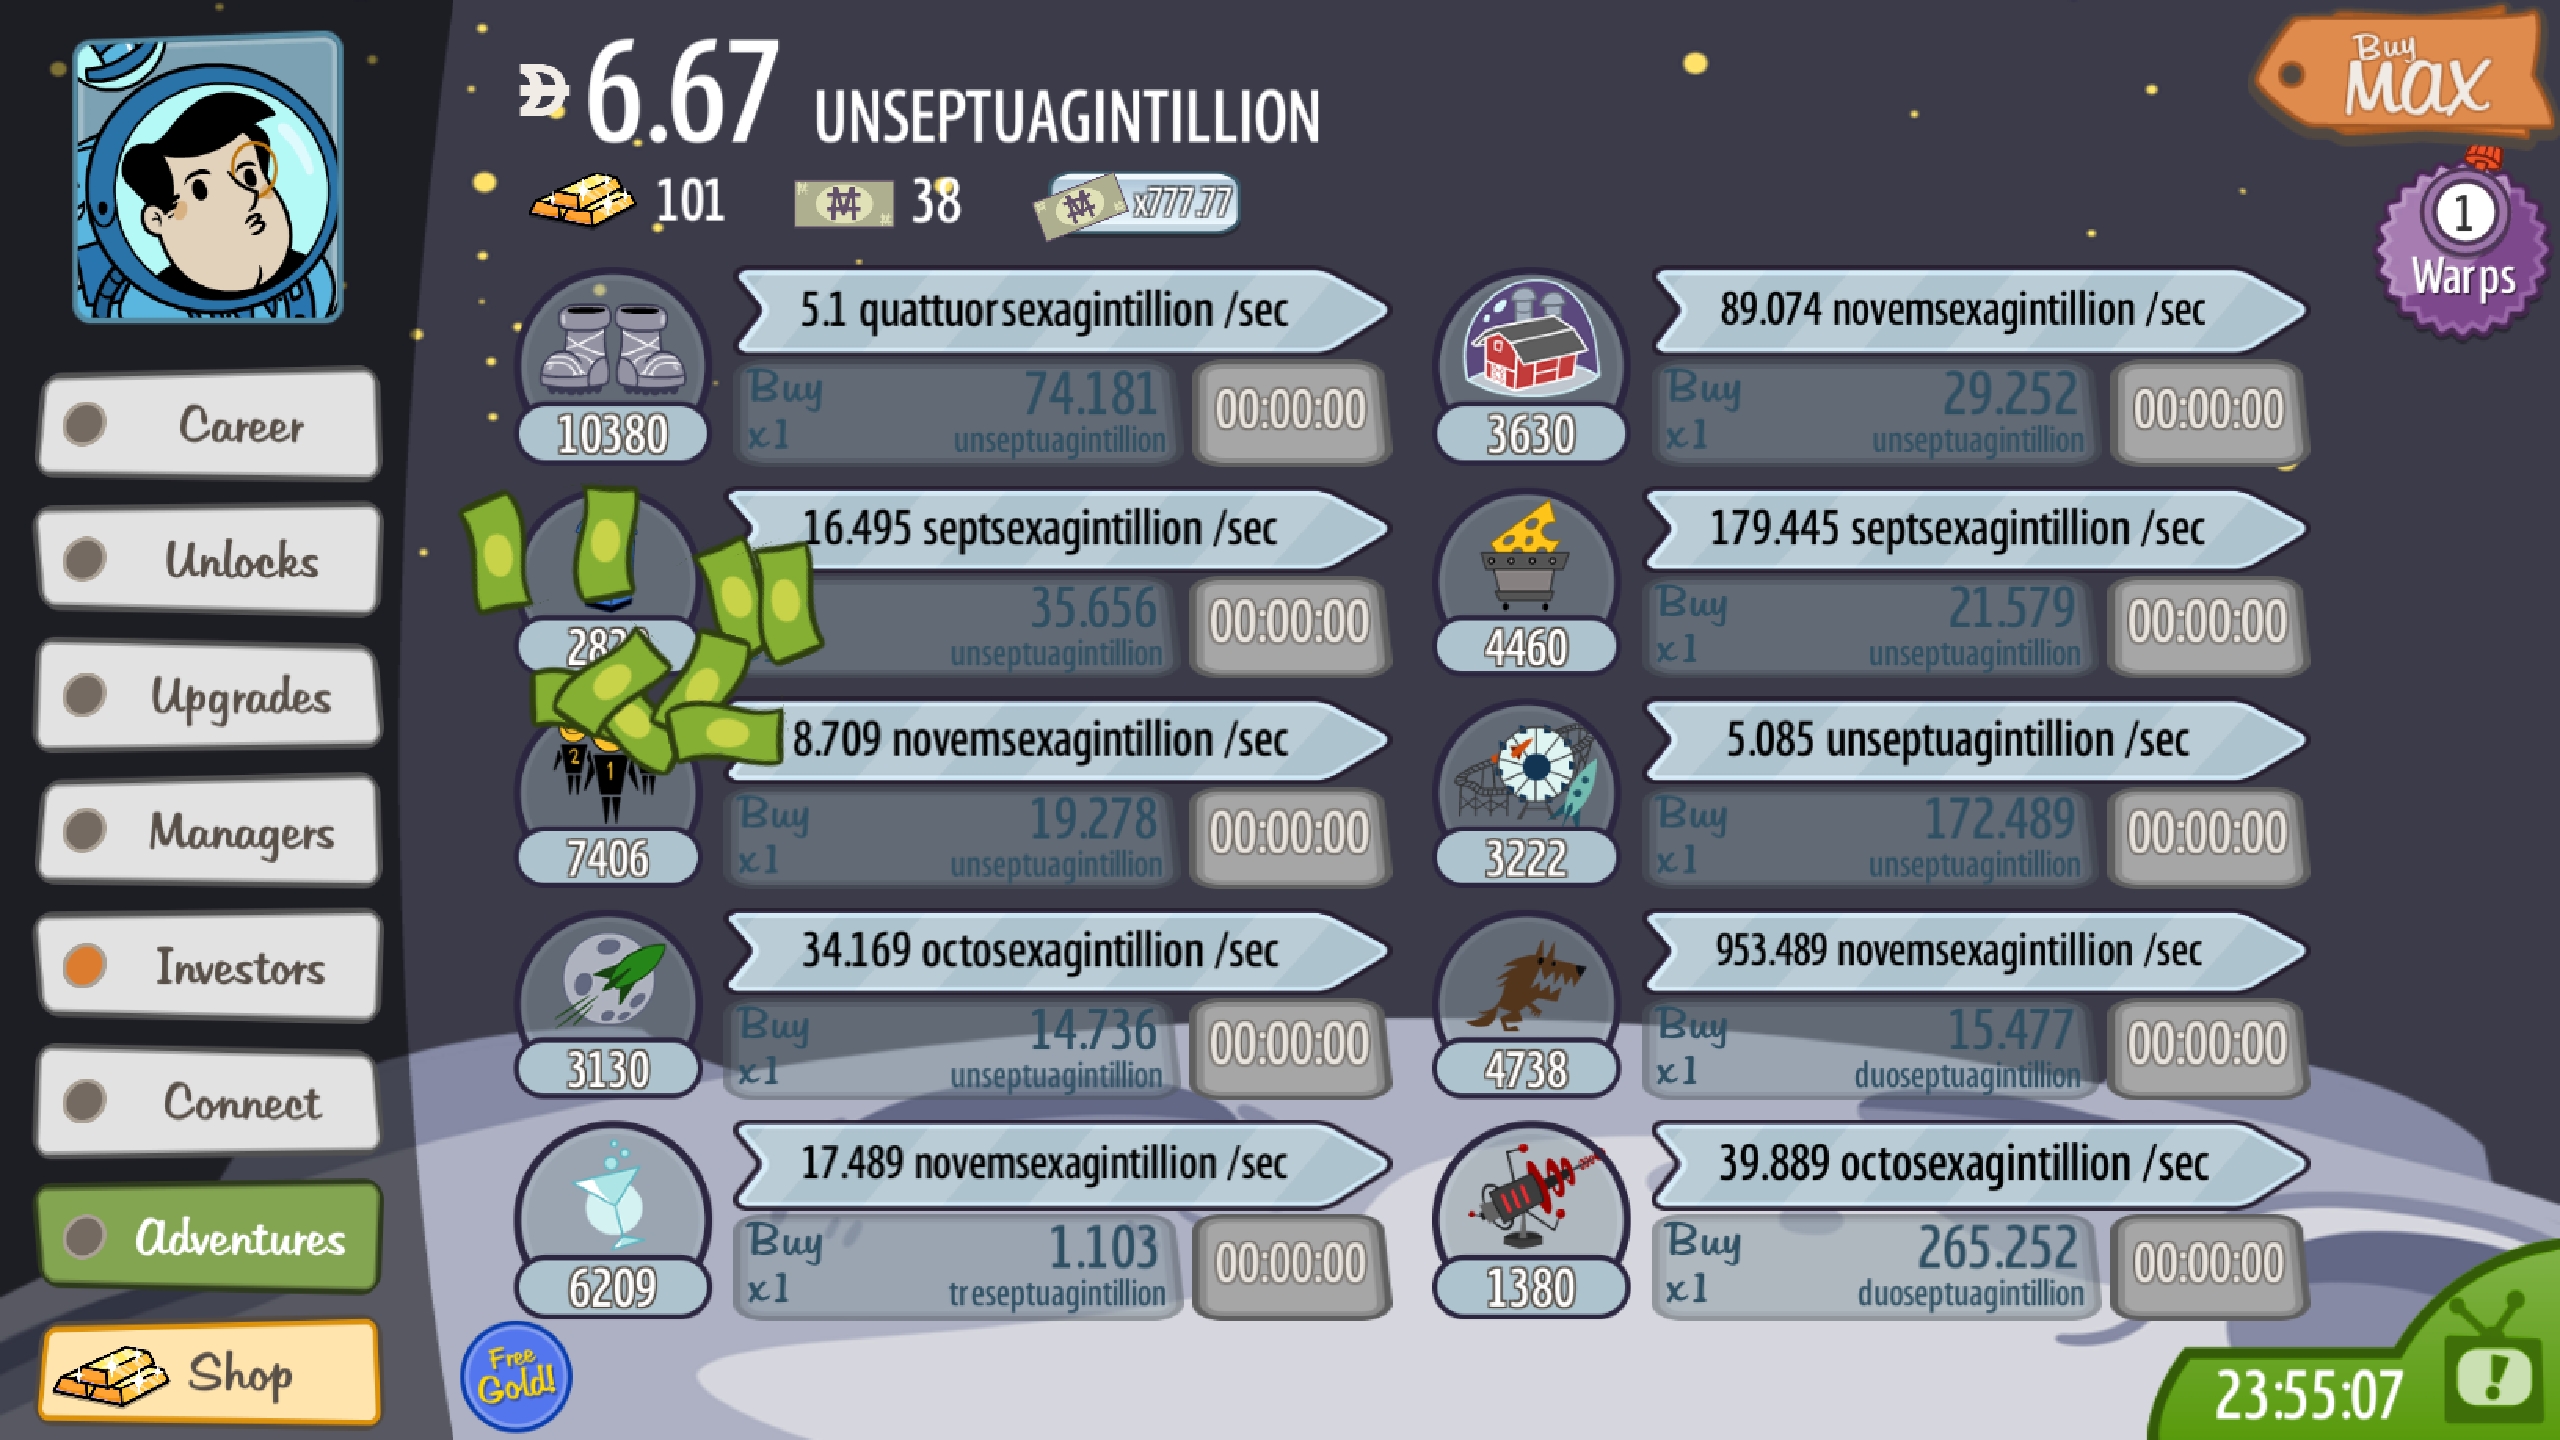 6.67 UNSEPTUAGINTILLION
101 38 x777.77
Buy
MAX
1
Warps
Career
Unlocks
Upgrades
Managers
Investors
Connect
Adventures
Shop
5.1 quattuorsexagintillion /sec
Buy 74.181
x1 unseptuagintillion
00:00:00
10380
16.495 septsexagintillion /sec
35.656
unseptuagintillion
00:00:00
8.709 novemsexagintillion /sec
2
1
Buy 19.278
x1 unseptuagintillion
00:00:00
7406
34.169 octosexagintillion /sec
Buy 14.736
x1 unseptuagintillion
00:00:00
3130
17.489 novemsexagintillion /sec
Buy 1.103
x1 treseptuagintillion
00:00:00
6209
89.074 novemsexagintillion /sec
Buy 29.252
x1 unseptuagintillion
00:00:00
3630
179.445 septsexagintillion /sec
Buy 21.579
x1 unseptuagintillion
00:00:00
4460
5.085 unseptuagintillion /sec
Buy 172.489
x1 unseptuagintillion
00:00:00
3222
953.489 novemsexagintillion /sec
Buy 15.477
x1 duoseptuagintillion
00:00:00
4738
39.889 octosexagintillion /sec
Buy 265.252
x1 duoseptuagintillion
00:00:00
1380
Free
Gold!
23:55:07
!